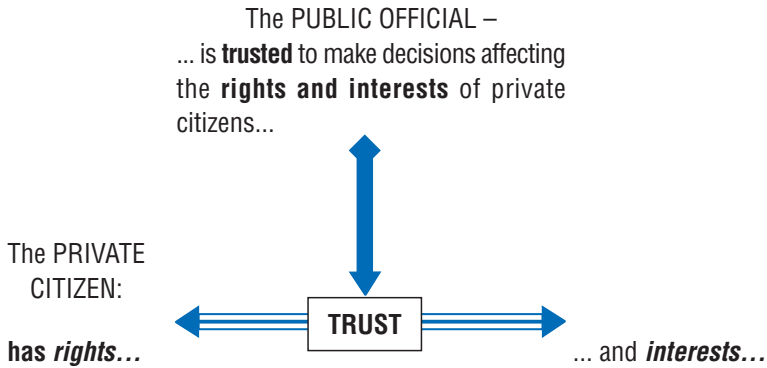 The PUBLIC OFFICIAL –
... is trusted to make decisions affecting
the rights and interests of private
citizens...
The PRIVATE
CITIZEN:
TRUST
has rights...
... and interests...